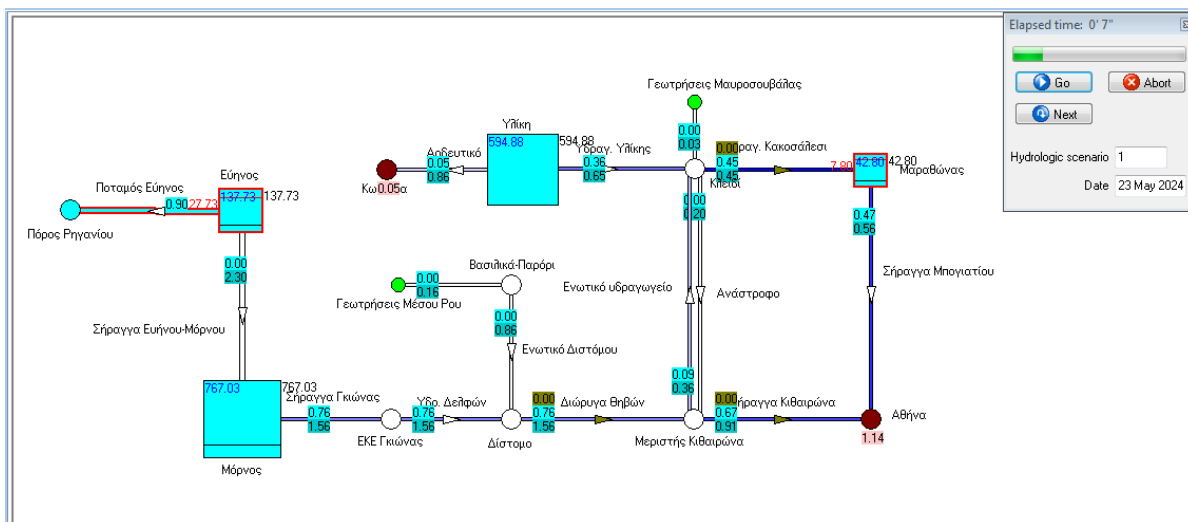 Elapsed time: 0' 7"
Go
Abort
Next
Hydrologic scenario 1
Date 23 May 2024
Γεωτρήσεις Μαυροσουβάλας
0.00
0.03
Υλίκη
594.88
594.88
Αρδευτικό
0.05
0.86
0.05α
Υδραγ. Υλίκης
0.36
0.65
Κλειδί
0.00
0.45
0.45
Κακοσάλεσι
7.80
42.80
42.80
Μαραθώνας
Ποταμός Εύηνος
0.90
27.73
Εύηνος
137.73
137.73
Πόρος Ρηγανίου
0.00
0.20
0.47
0.56
0.00
2.30
Σήραγγα Ευήνου-Μόρνου
Βασιλικά-Παρόρι
0.00
0.16
Γεωτρήσεις Μέσου Ρου
Ενωτικό υδραγωγείο
Ανάστροφο
Σήραγγα Μπογιατίου
0.00
0.86
Ενωτικό Διστόμου
767.03
767.03
Μόρνος
Σήραγγα Γκιώνας
0.76
1.56
ΕΚΕ Γκιώνας
Υδρ. Δελφών
0.76
1.56
Δίστομο
0.00
0.76
1.56
Διώρυγα Θηβών
0.09
0.36
Μεριστής Κιθαιρώνα
0.00
0.67
0.91
Κιθαιρώνα
Αθήνα
1.14